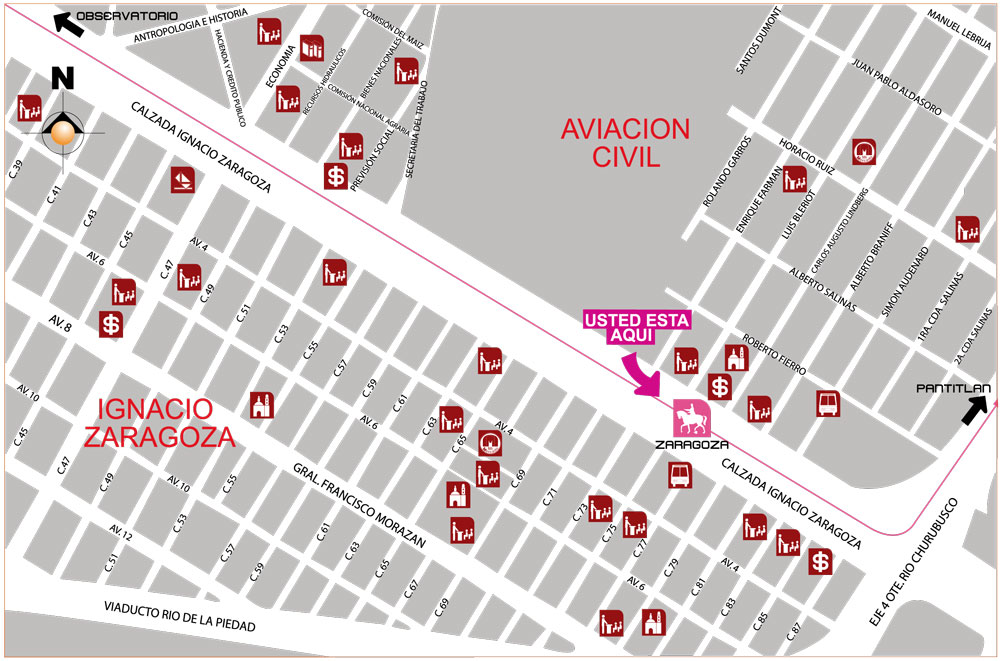 OBSERVATORIO
ANTROPOLOGIA E HISTORIA
HACIENDA Y CREDITO PUBLICO
ECONOMIA
RECURSOS HIDRAULICOS
COMISIÓN DEL MAIZ
BIENES NACIONALES
COMISIÓN NACIONAL AGRARIA
PREVISIÓN SOCIAL
SECRETARIA DEL TRABAJO
SANTOS DUMONT
MANUEL LEBRIJA
JUAN PABLO ALDASORO
N
CALZADA IGNACIO ZARAGOZA
AVIACION
CIVIL
HORACIO RUIZ
ROLANDO GARROS
ENRIQUE FARMAN
LUIS BLERIOT
CARLOS AUGUSTO LINDBERG
ALBERTO BRANIFF
SIMON AUDENARD
1RA. CDA. SALINAS
2A.CDA SALINAS
ALBERTO SALINAS
ROBERTO FIERRO
C.39
C.41
C.43
C.45
C.47
C.49
C.51
C.53
C.55
C.57
C.59
C.61
C.63
C.65
C.69
C.71
C.73
C.75
C.77
C.79
C.81
C.83
C.85
C.87
AV.4
AV.6
AV.8
AV.10
USTED ESTA
AQUI
PANTITLAN
ZARAGOZA
IGNACIO
ZARAGOZA
AV.6
AV.4
C.45
C.47
C.49
C.51
C.53
C.55
C.57
C.59
C.61
C.63
C.65
C.67
C.69
AV.10
AV.12
GRAL. FRANCISCO MORAZAN
CALZADA IGNACIO ZARAGOZA
AV.4
AV.6
EJE 4 OTE. RIO CHURUBUSCO
VIADUCTO RIO DE LA PIEDAD